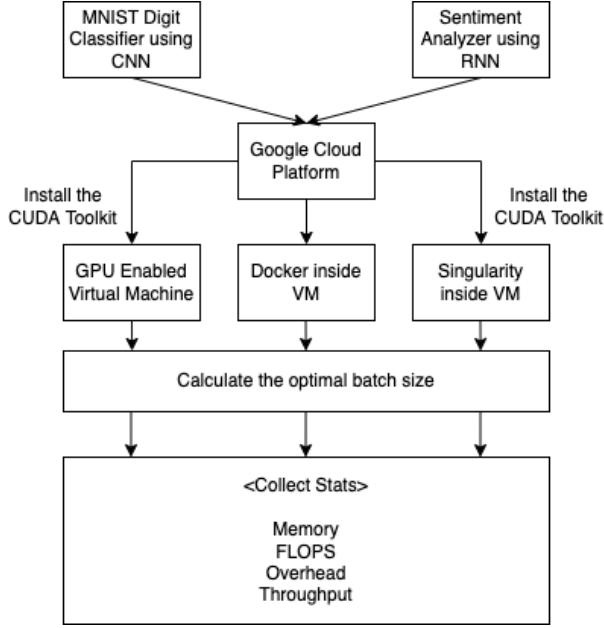 MNIST Digit
Classifier using
CNN
Sentiment
Analyzer using
RNN
Google Cloud
Platform
Install the
CUDA Toolkit
Install the
CUDA Toolkit
GPU Enabled
Virtual Machine
Docker inside
VM
Singularity
inside VM
Calculate the optimal batch size
<Collect Stats>
Memory
FLOPS
Overhead
Throughput